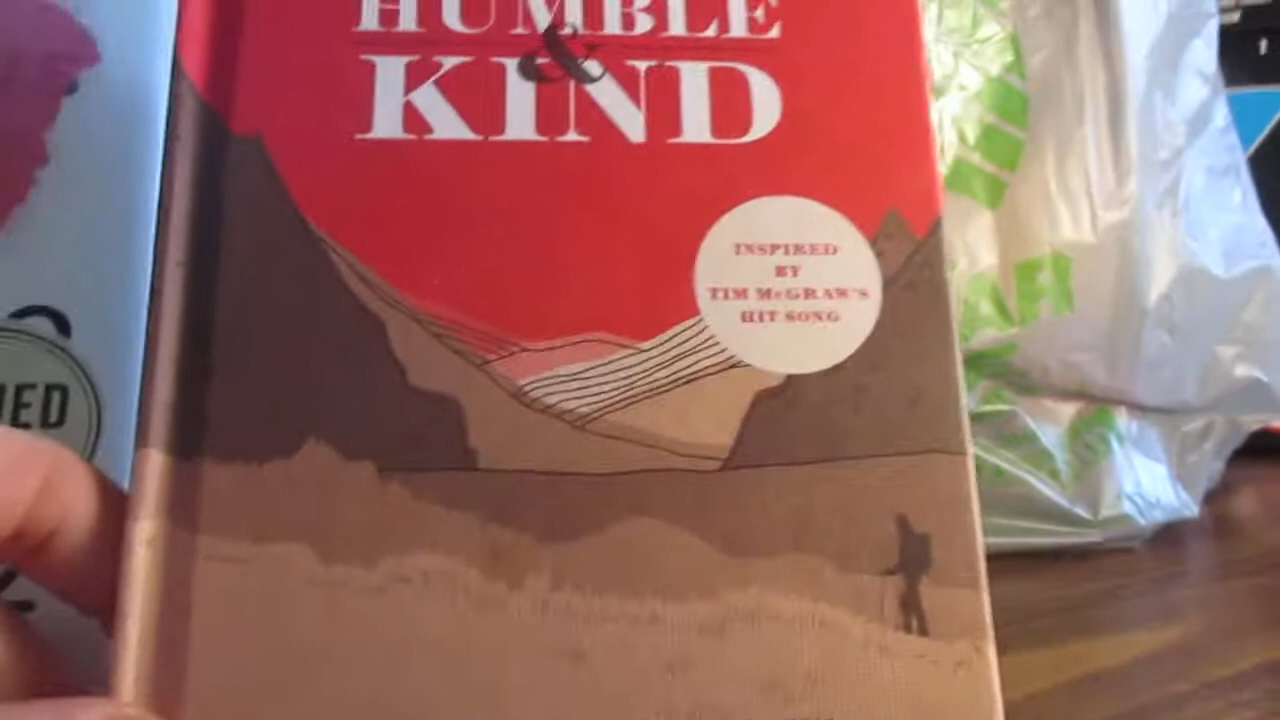 HUMBLE
&
KIND
INSPIRED
BY
TIM McGRAW'S
HIT SONG